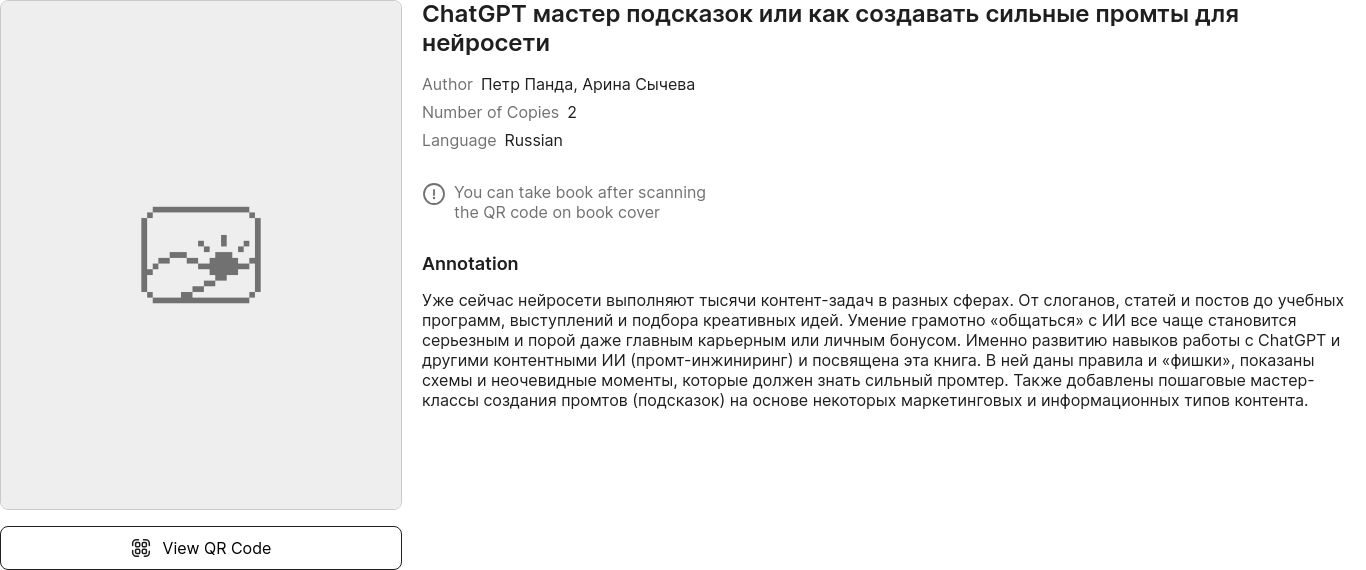 ChatGPT мастер подсказок или как создавать сильные промты для
нейросети
Author Петр Панда, Арина Сычева
Number of Copies 2
Language Russian
You can take book after scanning
the QR code on book cover
Annotation
Уже сейчас нейросети выполняют тысячи контент-задач в разных сферах. От слоганов, статей и постов до учебных
программ, выступлений и подбора креативных идей. Умение грамотно «общаться» с ИИ все чаще становится
серьезным и порой даже главным карьерным или личным бонусом. Именно развитию навыков работы с ChatGPT и
другими контентными ИИ (промт-инжиниринг) и посвящена эта книга. В ней даны правила и «фишки», показаны
схемы и неочевидные моменты, которые должен знать сильный промтер. Также добавлены пошаговые мастер-
классы создания промтов (подсказок) на основе некоторых маркетинговых и информационных типов контента.
View QR Code